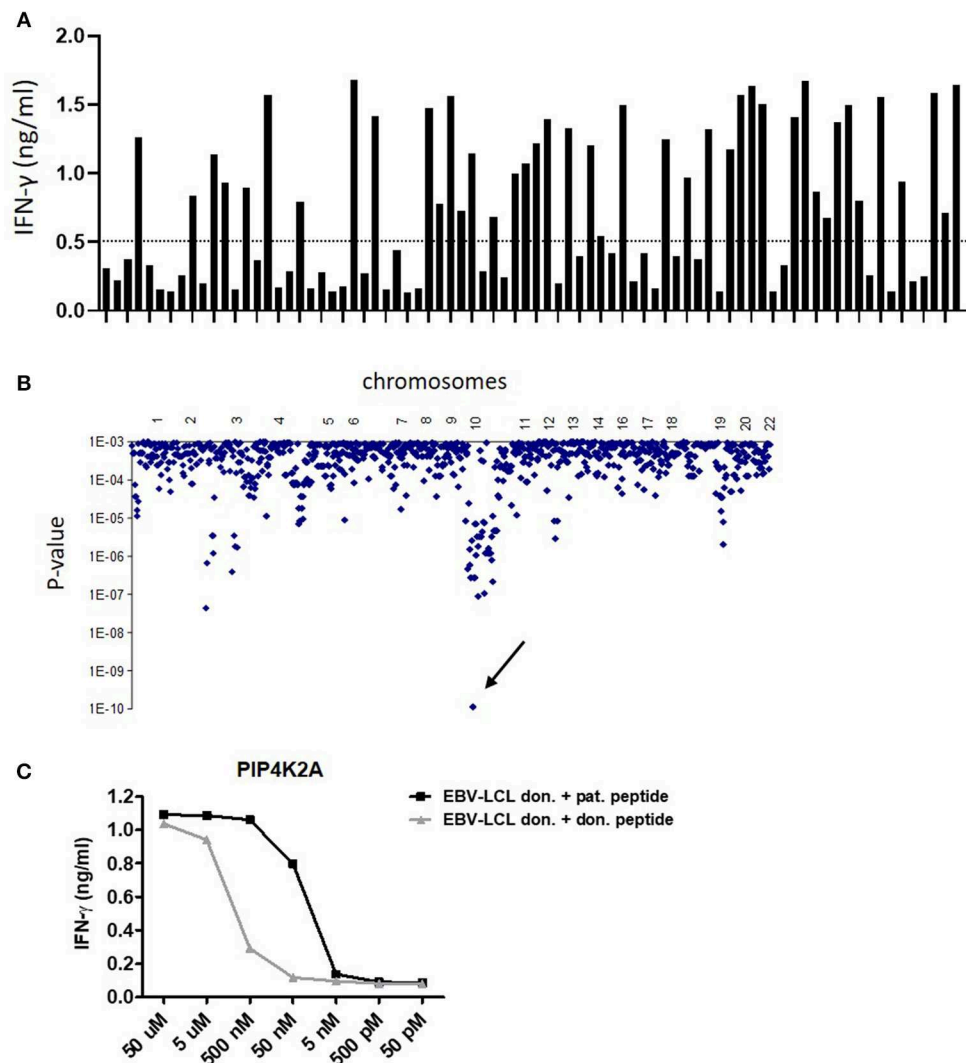 A
2.0
1.5
1.0
0.5
0.0
IFN-γ (ng/ml)
B
chromosomes
1 2 3 4 5 6 7 8 9 10 11 12 13 14 16 17 18 19 20 22
1E-03
1E-04
1E-05
1E-06
1E-07
1E-08
1E-09
1E-10
P-value
C
PIP4K2A
1.2
1.0
0.8
0.6
0.4
0.2
0.0
IFN-γ (ng/ml)
EBV-LCL don. + pat. peptide
EBV-LCL don. + don. peptide
50 uM
5 uM
500 nM
50 nM
5 nM
500 pM
50 pM